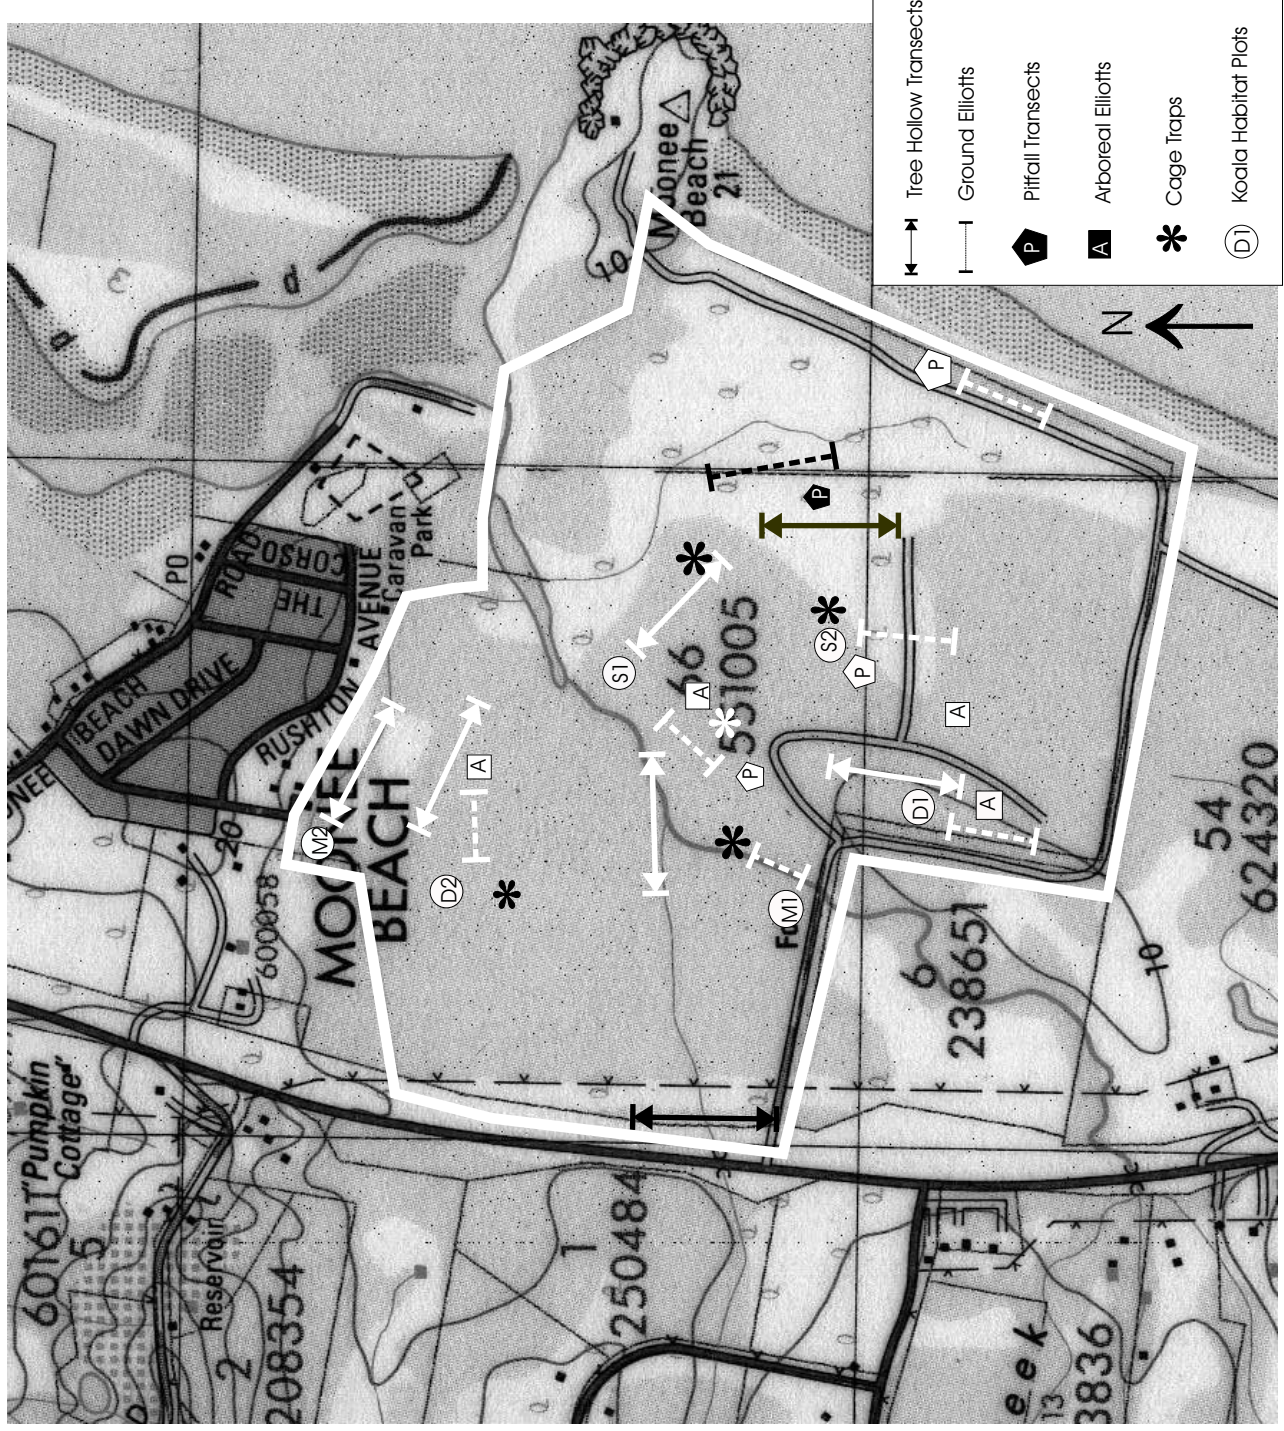 Tree Hollow Transects
Ground Elliotts
P
Pitfall Transects
A
Arboreal Elliotts
Cage Traps
D1
Koala Habitat Plots
N
"Pumpkin
Cottage"
5
Reservoir
2
208354
1
250484
13
3836
20
600058
MOONEE
BEACH
BEACH
ROAD
DAWN DRIVE
RUSHTON
AVENUE
THE
CORSO
PO
Caravan
Park
3
10
Moonee
Beach
21
66
551005
6
238651
10
54
624320
M2
D2
A
S1
A
P
M1
D1
A
A
S2
P
P
P